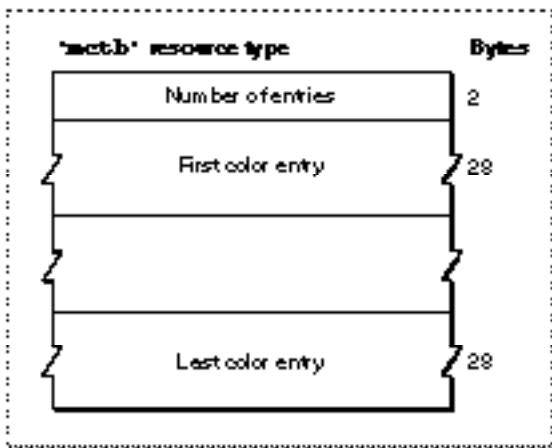 'mctb' resource type Bytes
Number of entries 2
First color entry 28
Last color entry 28